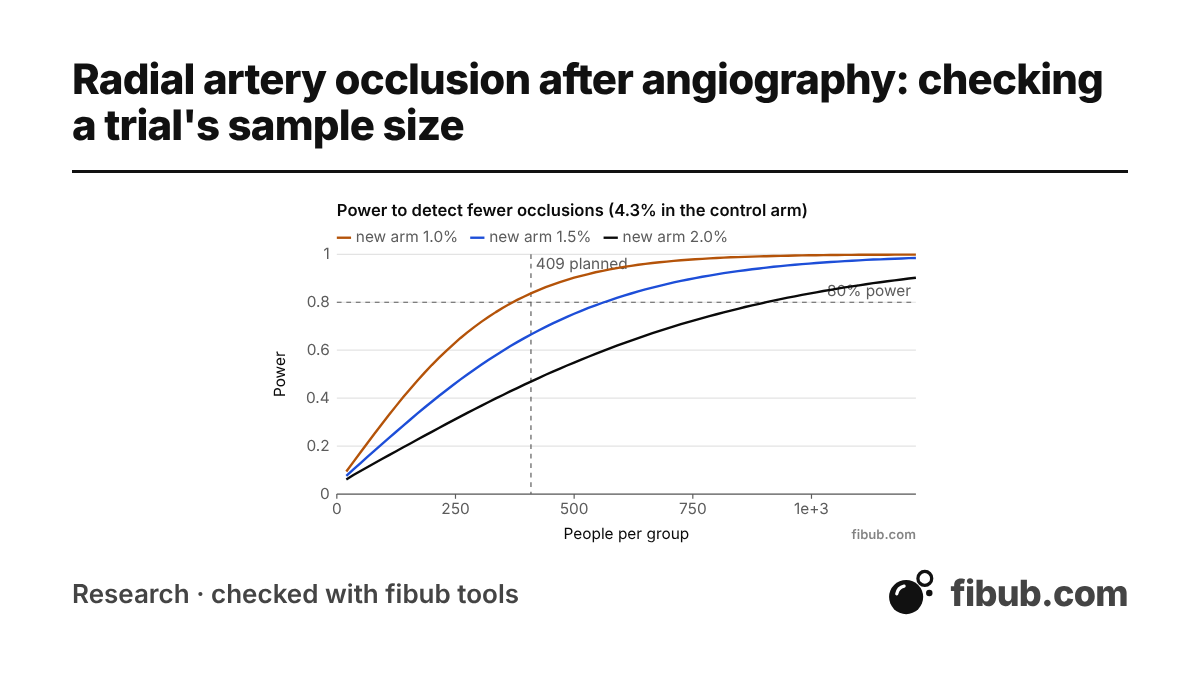 Radial artery occlusion after angiography: checking
a trial's sample size
Power to detect fewer occlusions (4.3% in the control arm)
new arm 1.0% new arm 1.5% new arm 2.0%
1
409 planned
80% power
0.8
0.6
0.4
0.2
0
Power
0 250 500 750 1e+3
People per group
fibub.com
Research · checked with fibub tools
fibub.com